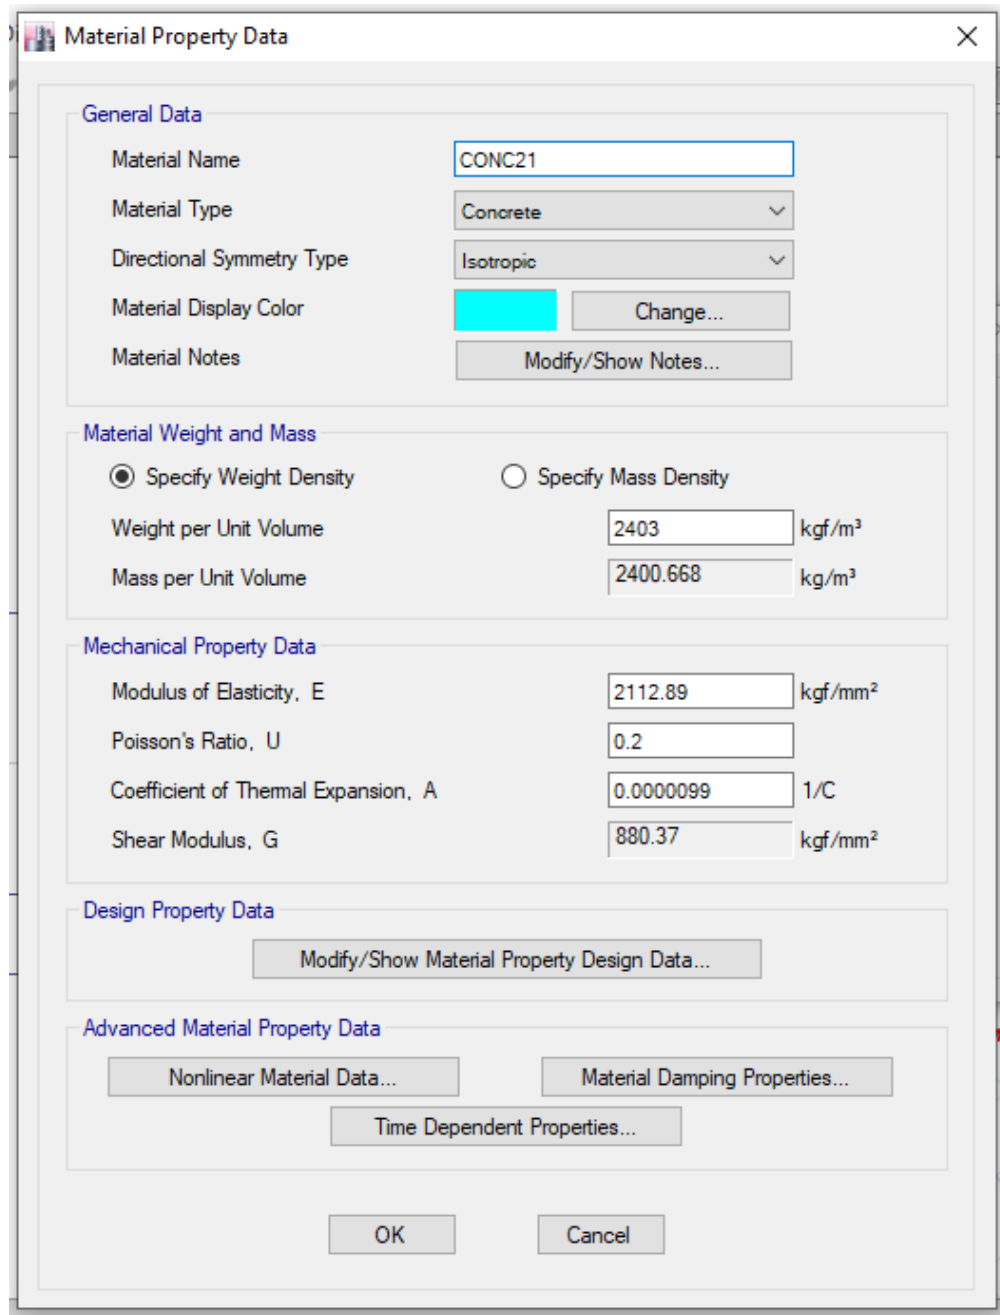 Material Property Data
General Data
Material Name CONC21
Material Type Concrete
Directional Symmetry Type Isotropic
Material Display Color Change...
Material Notes Modify/Show Notes...
Material Weight and Mass
Specify Weight Density Specify Mass Density
Weight per Unit Volume 2403 kgf/m³
Mass per Unit Volume 2400.668 kg/m³
Mechanical Property Data
Modulus of Elasticity, E 2112.89 kgf/mm²
Poisson's Ratio, U 0.2
Coefficient of Thermal Expansion, A 0.0000099 1/C
Shear Modulus, G 880.37 kgf/mm²
Design Property Data
Modify/Show Material Property Design Data...
Advanced Material Property Data
Nonlinear Material Data... Material Damping Properties...
Time Dependent Properties...
OK Cancel